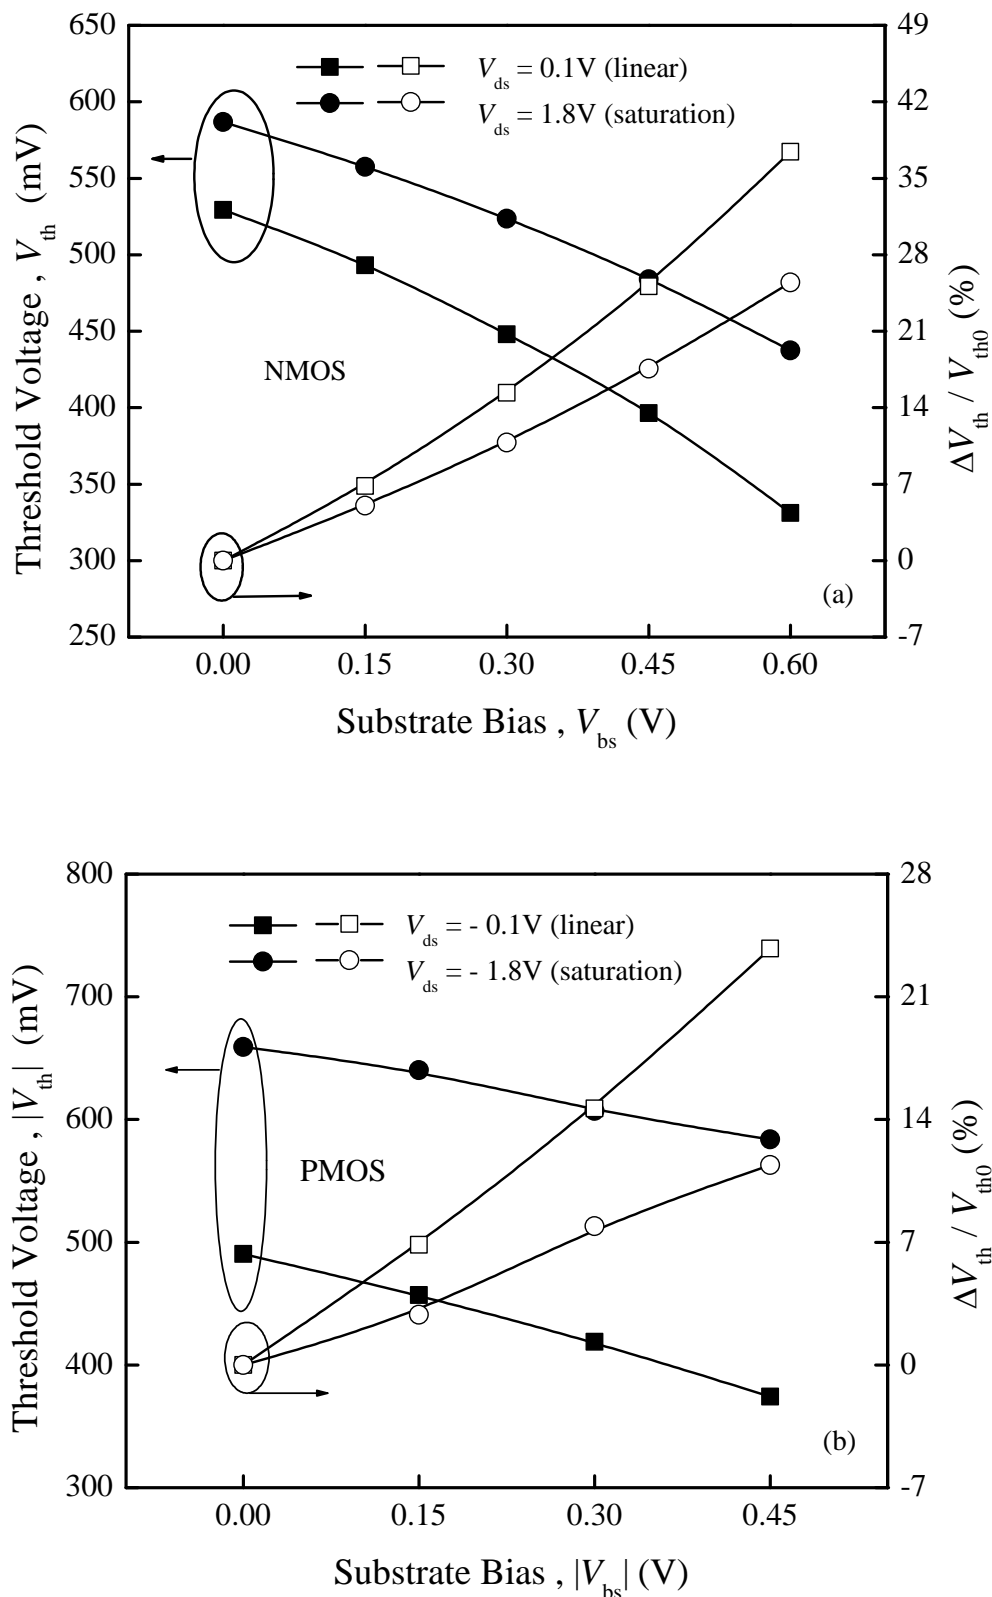 650
600
550
500
450
400
350
300
250
Threshold Voltage , V_th (mV)
V_ds = 0.1V (linear)
V_ds = 1.8V (saturation)
NMOS
(a)
49
42
35
28
21
14
7
0
-7
ΔV_th / V_th0 (%)
0.00 0.15 0.30 0.45 0.60
Substrate Bias , V_bs (V)
800
700
600
500
400
300
Threshold Voltage , |V_th| (mV)
V_ds = - 0.1V (linear)
V_ds = - 1.8V (saturation)
PMOS
(b)
28
21
14
7
0
-7
ΔV_th / V_th0 (%)
0.00 0.15 0.30 0.45
Substrate Bias , |V_bs| (V)